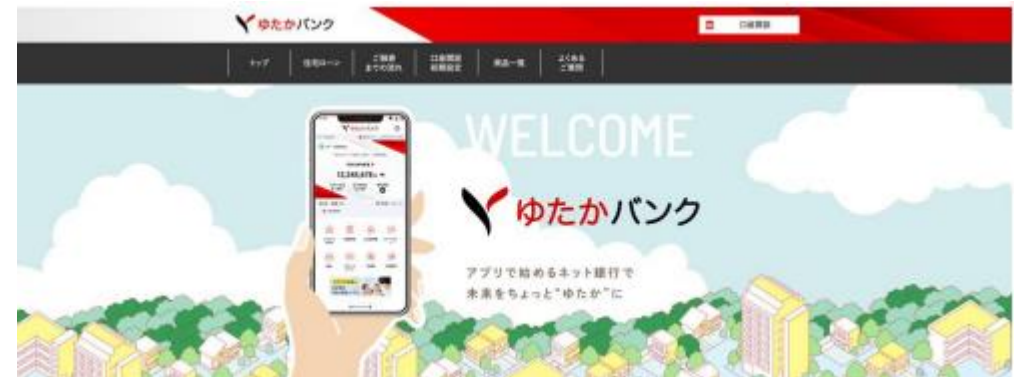 ゆたかバンク
口座開設
トップ
住宅ローン
ご融資
までの流れ
口座開設
初期設定
商品一覧
よくある
ご質問
WELCOME
ゆたかバンク
アプリで始めるネット銀行で
未来をちょっと“ゆたか”に